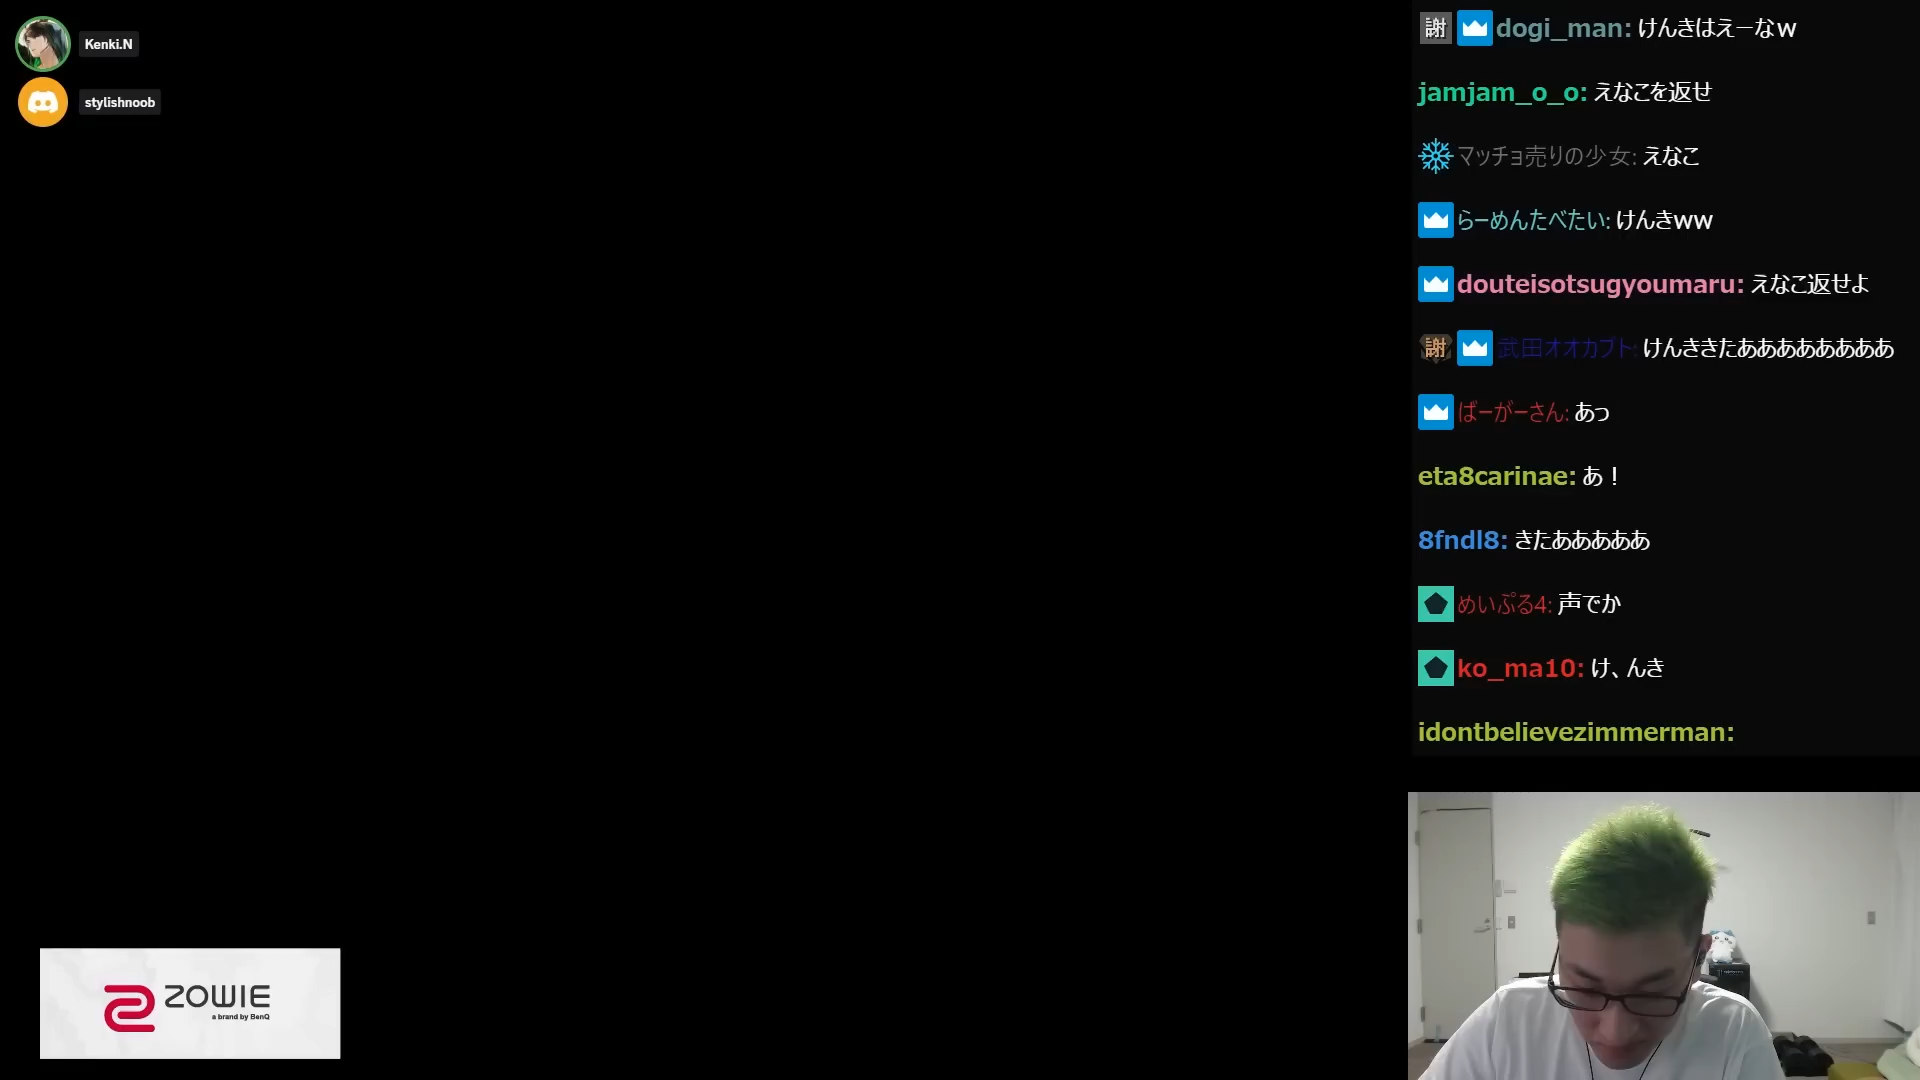 Kenki.N
stylishnoob
謝 dogi_man: けんきはえーなw
jamjam_o_o: えなこを返せ
マッチョ売りの少女: えなこ
らーめんたべたい: けんきww
douteisotsugyoumaru: えなこ返せよ
謝 武田オオカブト: けんききたああああああああ
ばーがーさん: あっ
eta8carinae: あ！
8fndl8: きたあああああ
めいぷる4: 声でか
ko_ma10: け、んき
idontbelievezimmerman:
ZOWIE
a brand by BenQ